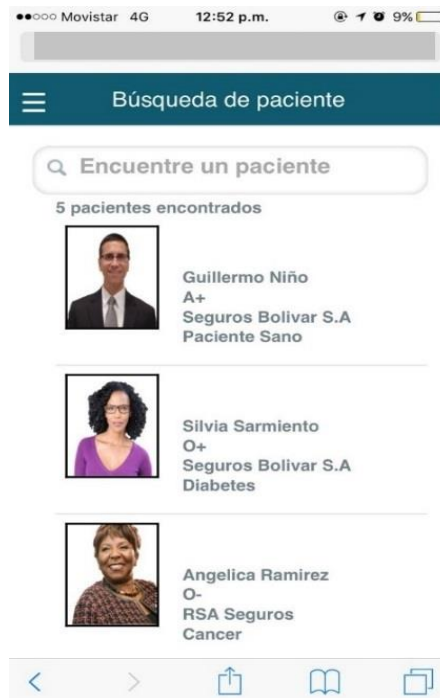 Movistar 4G 12:52 p.m. 9%
Búsqueda de paciente
Encuentre un paciente
5 pacientes encontrados
Guillermo Niño
A+
Seguros Bolivar S.A
Paciente Sano
Silvia Sarmiento
O+
Seguros Bolivar S.A
Diabetes
Angelica Ramirez
O-
RSA Seguros
Cancer